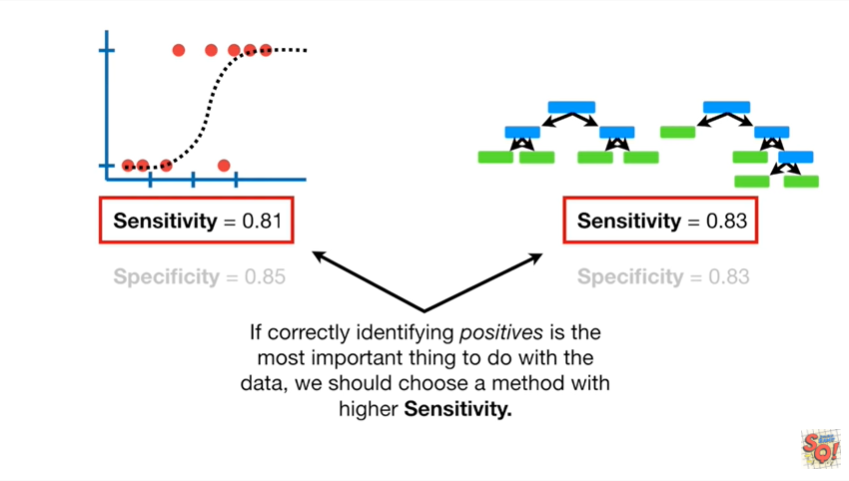 Sensitivity = 0.81
Sensitivity = 0.83
Specificity = 0.85
Specificity = 0.83
If correctly identifying positives is the
most important thing to do with the
data, we should choose a method with
higher Sensitivity.
SQ!